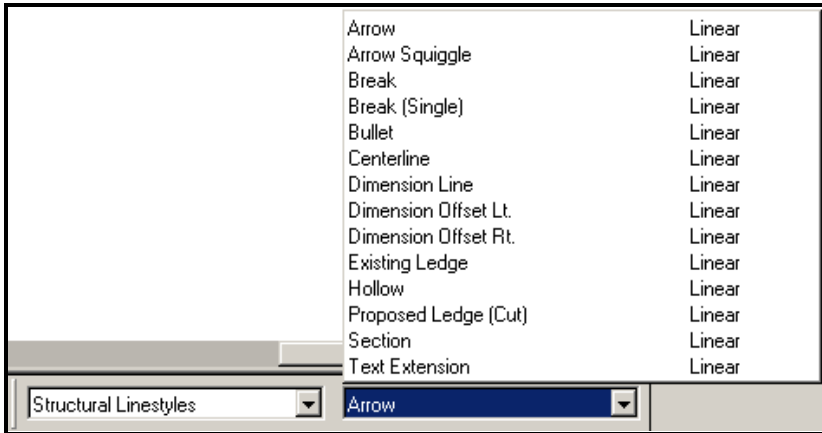 Arrow Linear
Arrow Squiggle Linear
Break Linear
Break (Single) Linear
Bullet Linear
Centerline Linear
Dimension Line Linear
Dimension Offset Lt. Linear
Dimension Offset Rt. Linear
Existing Ledge Linear
Hollow Linear
Proposed Ledge (Cut) Linear
Section Linear
Text Extension Linear
Structural Linestyles Arrow